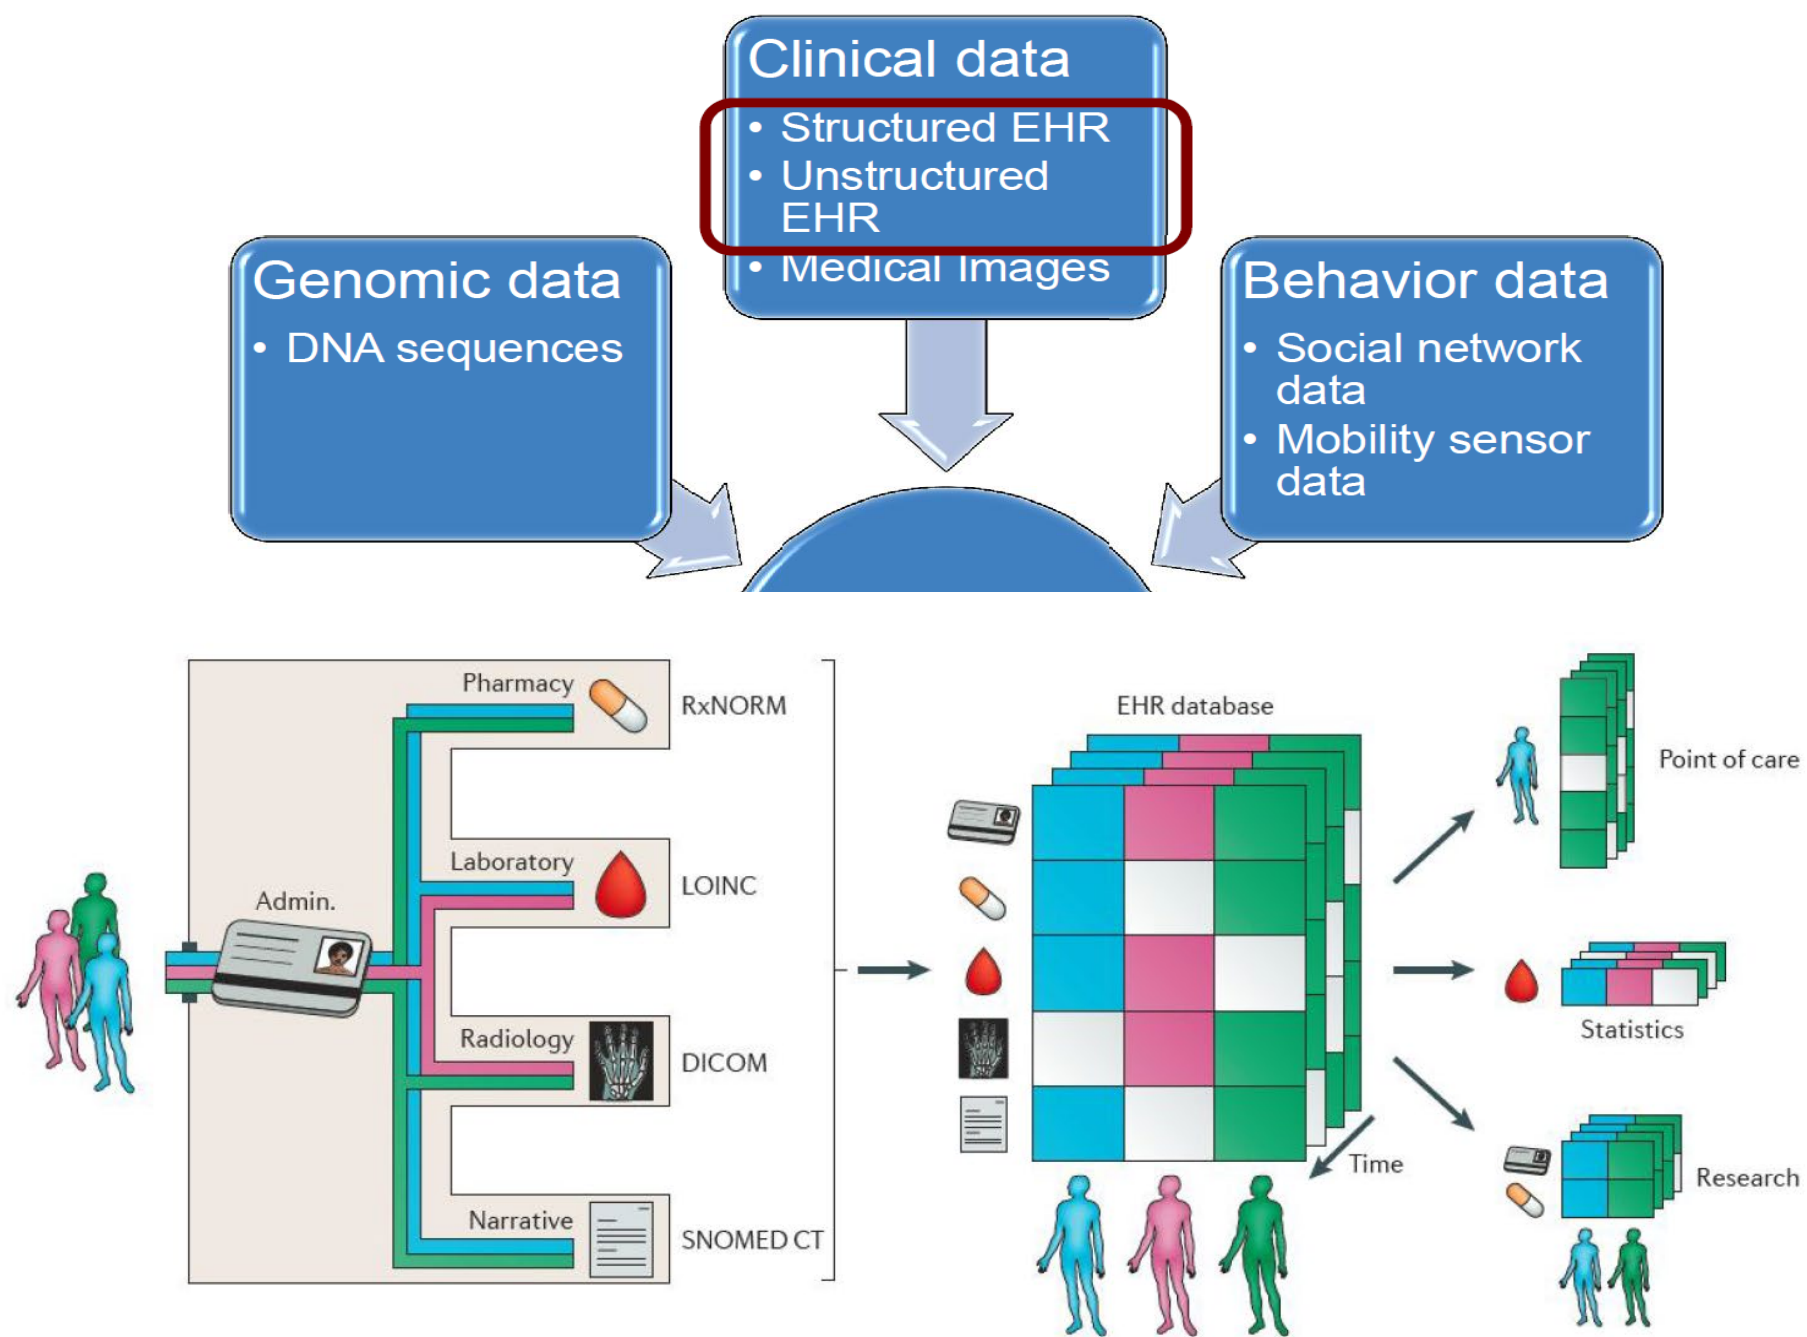 Clinical data
• Structured EHR
• Unstructured
EHR
• Medical Images
Genomic data
• DNA sequences
Behavior data
• Social network
data
• Mobility sensor
data
Pharmacy
RxNORM
Laboratory
LOINC
Admin.
Radiology
DICOM
Narrative
SNOMED CT
EHR database
Time
Point of care
Statistics
Research